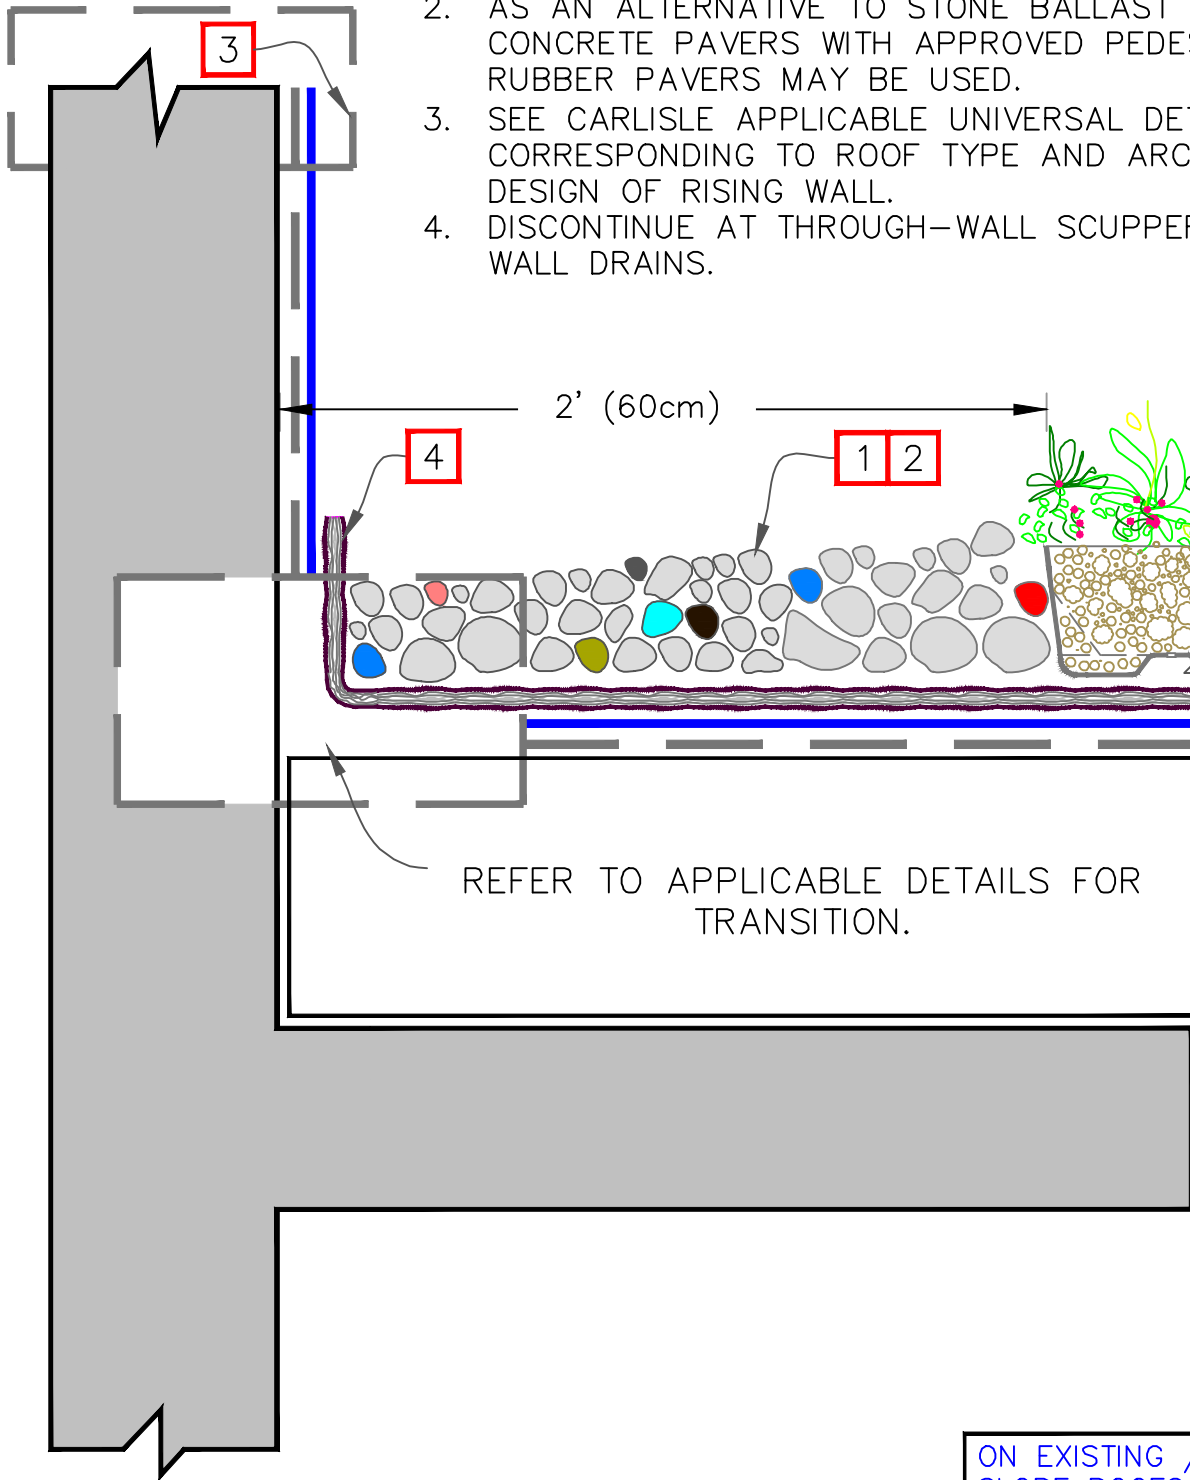 2. AS AN ALTERNATIVE TO STONE BALLAST
CONCRETE PAVERS WITH APPROVED
RUBBER PAVERS MAY BE USED.
3. SEE CARLISLE APPLICABLE UNIVERSAL
CORRESPONDING TO ROOF TYPE AND
DESIGN OF RISING WALL.
4. DISCONTINUE AT THROUGH-WALL
WALL DRAINS.
3
2' (60cm)
4
1 2
REFER TO APPLICABLE DETAILS FOR
TRANSITION.
ON EXISTING /